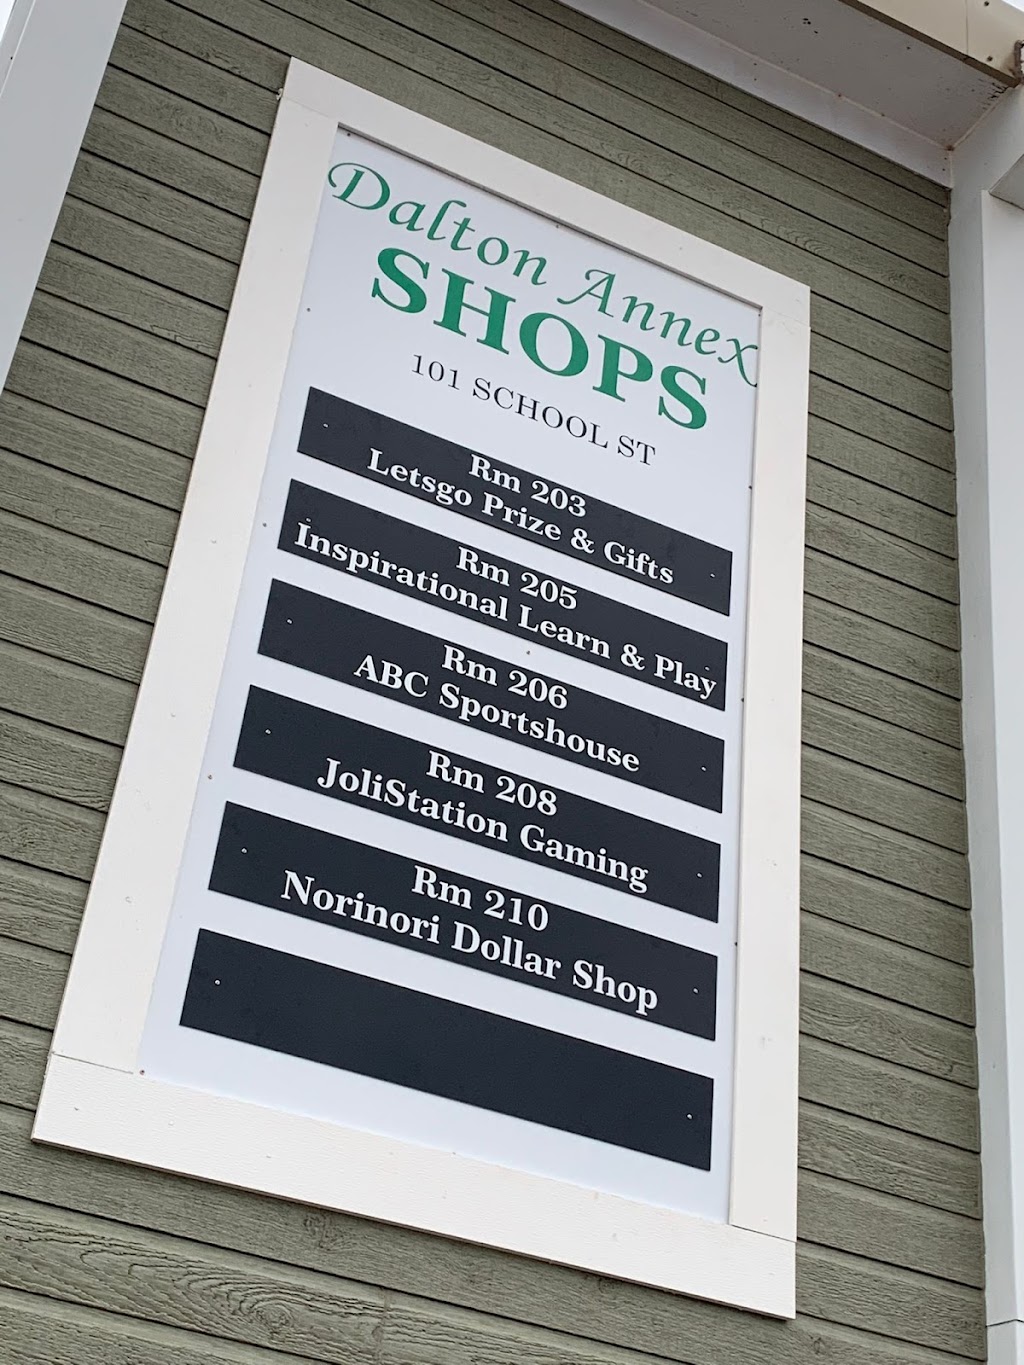 Dalton Annex
SHOPS
101 SCHOOL ST
Rm 203
Letsgo Prize & Gifts
Rm 205
Inspirational Learn & Play
Rm 206
ABC Sportshouse
Rm 208
JoliStation Gaming
Rm 210
Norinori Dollar Shop